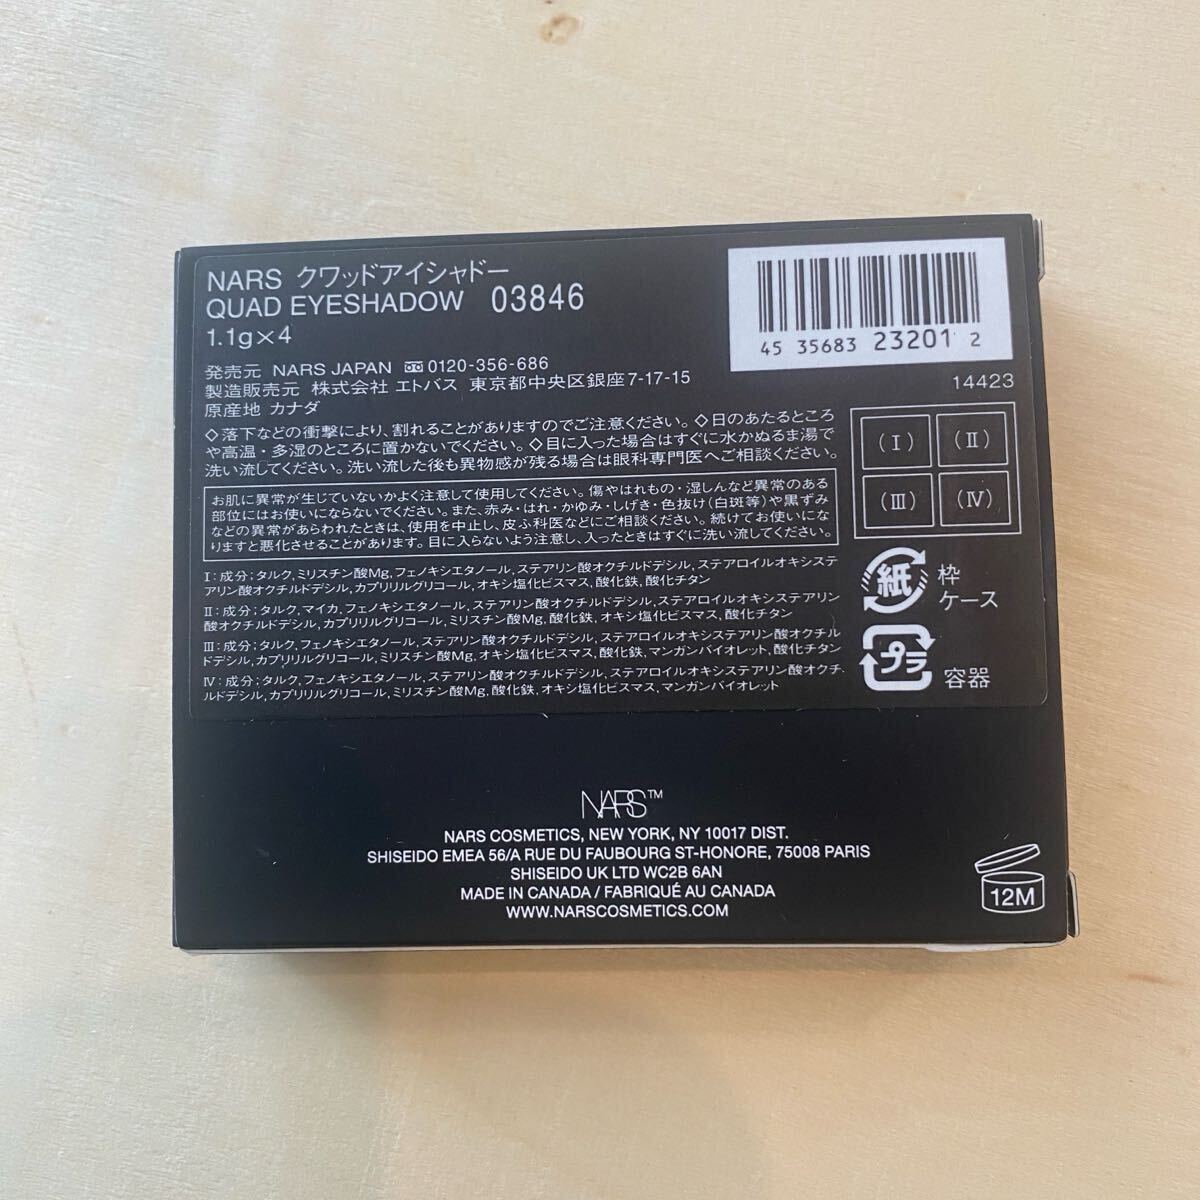 NARS クワッドアイシャドー
QUAD EYESHADOW 03846
1.1g×4
発売元 NARS JAPAN 0120-356-686
製造販売元 株式会社 エトバス 東京都中央区銀座7-17-15
原産地 カナダ
◇落下などの衝撃により、割れることがありますのでご注意ください。◇日のあたるところ
や高温・多湿のところに置かないでください。◇目に入った場合はすぐに水かぬるま湯で
洗い流してください。洗い流した後も異物感が残る場合は眼科専門医へご相談ください。
お肌に異常が生じていないかよく注意して使用してください。傷やはれもの・湿しんなど異常のある
部位にはお使いにならないでください。また、赤み・はれ・かゆみ・しげき・色抜け(白斑等)や黒ずみ
などの異常があらわれたときは、使用を中止し、皮ふ科医などにご相談ください。続けてお使いにな
りますと悪化させることがあります。目に入らないよう注意し、入ったときはすぐに洗い流してください。
Ⅰ:成分;タルク,ミリスチン酸Mg,フェノキシエタノール,ステアリン酸オクチルドデシル,ステアロイルオキシステ
アリン酸オクチルドデシル,カプリリルグリコール,オキシ塩化ビスマス,酸化鉄,酸化チタン
Ⅱ:成分;タルク,マイカ,フェノキシエタノール,ステアリン酸オクチルドデシル,ステアロイルオキシステアリン
酸オクチルドデシル,カプリリルグリコール,ミリスチン酸Mg,酸化鉄,オキシ塩化ビスマス,酸化チタン
Ⅲ:成分;タルク,フェノキシエタノール,ステアリン酸オクチルドデシル,ステアロイルオキシステアリン酸オクチル
ドデシル,カプリリルグリコール,ミリスチン酸Mg,オキシ塩化ビスマス,酸化鉄,マンガンバイオレット,酸化チタン
Ⅳ:成分;タルク,フェノキシエタノール,ステアリン酸オクチルドデシル,ステアロイルオキシステアリン酸オクチ
ルドデシル,カプリリルグリコール,ミリスチン酸Mg,酸化鉄,オキシ塩化ビスマス,マンガンバイオレット
4535683232012
14423
(Ⅰ) (Ⅱ)
(Ⅲ) (Ⅳ)
紙 枠
ケース
プラ 容器
NARS™
NARS COSMETICS, NEW YORK, NY 10017 DIST.
SHISEIDO EMEA 56/A RUE DU FAUBOURG ST-HONORE, 75008 PARIS
SHISEIDO UK LTD WC2B 6AN
MADE IN CANADA / FABRIQUÉ AU CANADA
WWW.NARSCOSMETICS.COM
12M